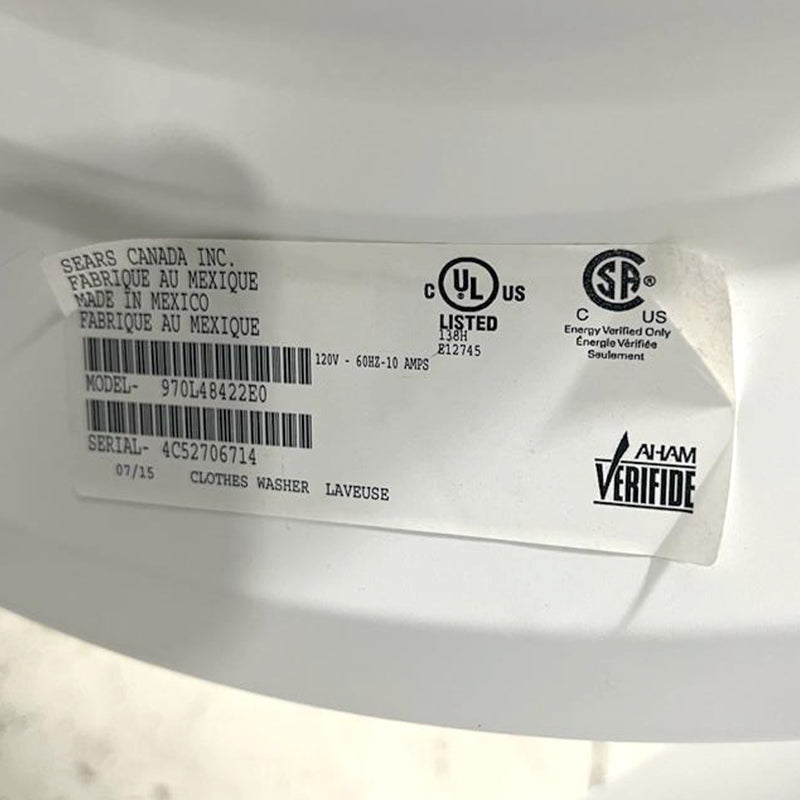 SEARS CANADA INC.
FABRIQUE AU MEXIQUE
MADE IN MEXICO
FABRIQUE AU MEXIQUE
C UL US
LISTED
138H
E12745
120V - 60HZ-10 AMPS
MODEL- 970L48422E0
SERIAL- 4C52706714
07/15 CLOTHES WASHER LAVEUSE
SA®
C US
Energy Verified Only
Énergie Vérifiée
Seulement
AHAM
VERIFIDE